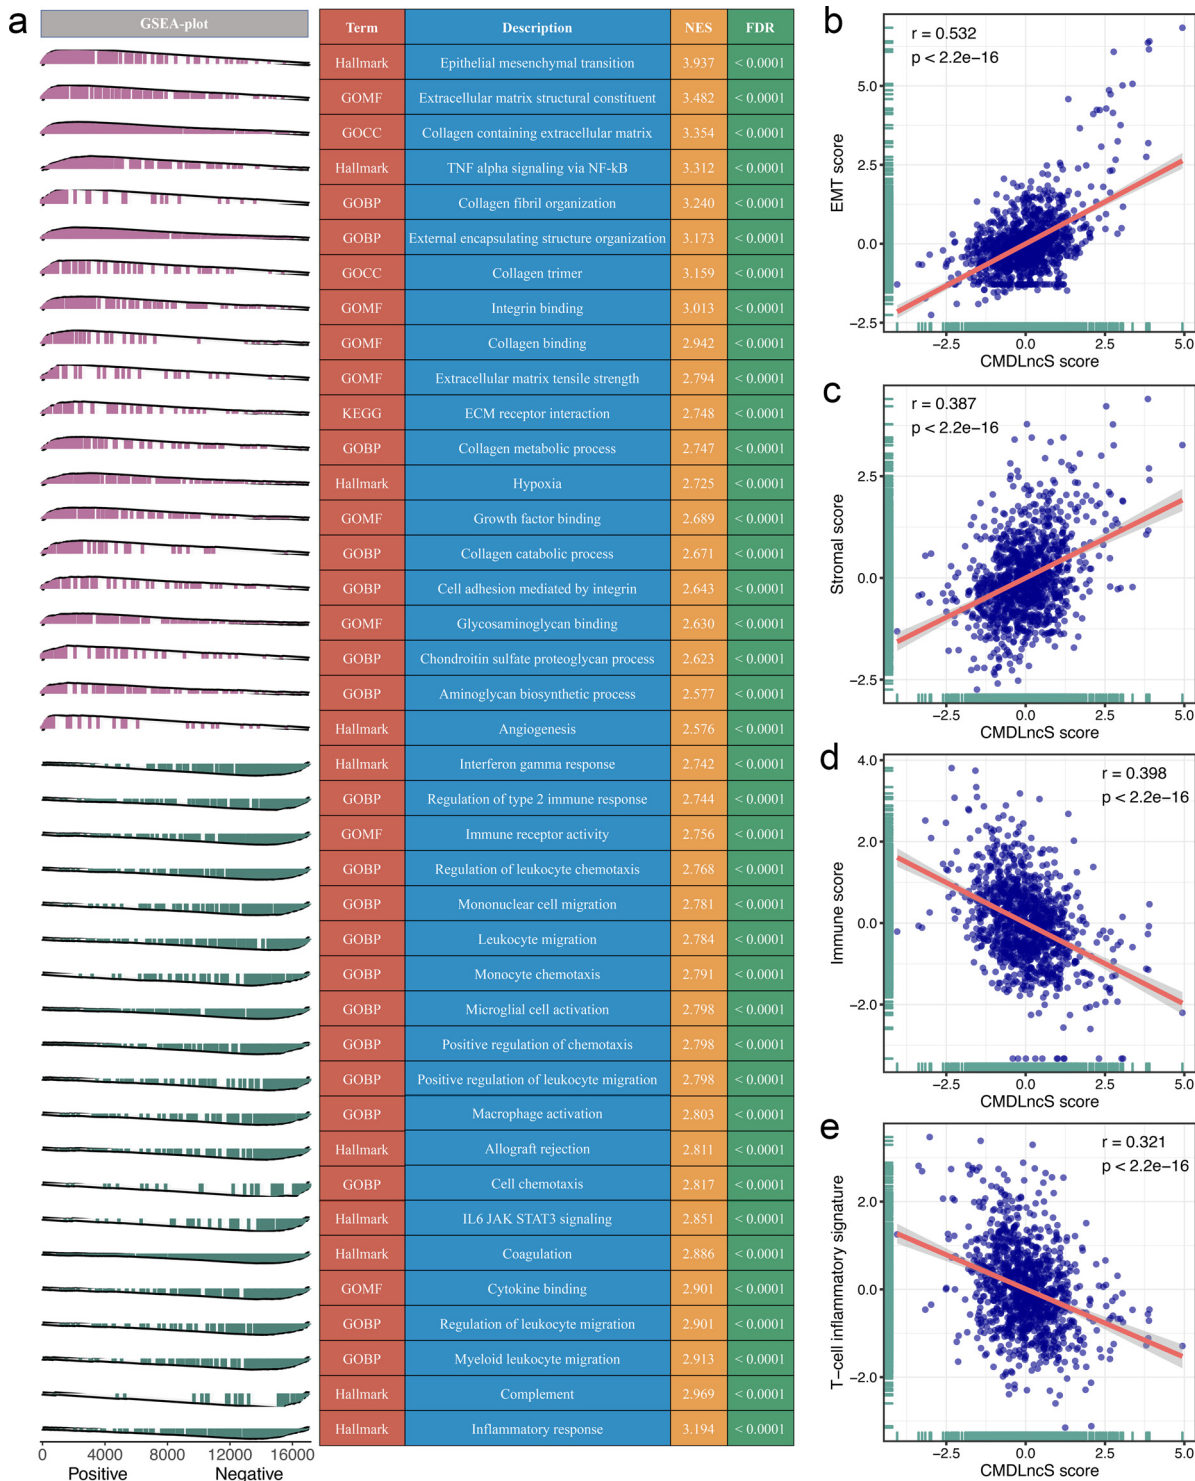 a
GSEA-plot
Term Description NES FDR
Hallmark Epithelial mesenchymal transition 3.937 < 0.0001
GOMF Extracellular matrix structural constituent 3.482 < 0.0001
GOCC Collagen containing extracellular matrix 3.354 < 0.0001
Hallmark TNF alpha signaling via NF-kB 3.312 < 0.0001
GOBP Collagen fibril organization 3.240 < 0.0001
GOBP External encapsulating structure organization 3.173 < 0.0001
GOCC Collagen trimer 3.159 < 0.0001
GOMF Integrin binding 3.013 < 0.0001
GOMF Collagen binding 2.942 < 0.0001
GOMF Extracellular matrix tensile strength 2.794 < 0.0001
KEGG ECM receptor interaction 2.748 < 0.0001
GOBP Collagen metabolic process 2.747 < 0.0001
Hallmark Hypoxia 2.725 < 0.0001
GOMF Growth factor binding 2.689 < 0.0001
GOBP Collagen catabolic process 2.671 < 0.0001
GOBP Cell adhesion mediated by integrin 2.643 < 0.0001
GOMF Glycosaminoglycan binding 2.630 < 0.0001
GOBP Chondroitin sulfate proteoglycan process 2.623 < 0.0001
GOBP Aminoglycan biosynthetic process 2.577 < 0.0001
Hallmark Angiogenesis 2.576 < 0.0001
Hallmark Interferon gamma response 2.742 < 0.0001
GOBP Regulation of type 2 immune response 2.744 < 0.0001
GOMF Immune receptor activity 2.756 < 0.0001
GOBP Regulation of leukocyte chemotaxis 2.768 < 0.0001
GOBP Mononuclear cell migration 2.781 < 0.0001
GOBP Leukocyte migration 2.784 < 0.0001
GOBP Monocyte chemotaxis 2.791 < 0.0001
GOBP Microglial cell activation 2.798 < 0.0001
GOBP Positive regulation of chemotaxis 2.798 < 0.0001
GOBP Positive regulation of leukocyte migration 2.798 < 0.0001
GOBP Macrophage activation 2.803 < 0.0001
Hallmark Allograft rejection 2.811 < 0.0001
GOBP Cell chemotaxis 2.817 < 0.0001
Hallmark IL6 JAK STAT3 signaling 2.851 < 0.0001
Hallmark Coagulation 2.886 < 0.0001
GOMF Cytokine binding 2.901 < 0.0001
GOBP Regulation of leukocyte migration 2.901 < 0.0001
GOBP Myeloid leukocyte migration 2.913 < 0.0001
Hallmark Complement 2.969 < 0.0001
Hallmark Inflammatory response 3.194 < 0.0001
0 4000 8000 12000 16000
Positive Negative
b
r = 0.532
p < 2.2e−16
EMT score
5.0
2.5
0.0
−2.5
−2.5 0.0 2.5 5.0
CMDLncS score
c
r = 0.387
p < 2.2e−16
Stromal score
2.5
0.0
−2.5
−2.5 0.0 2.5 5.0
CMDLncS score
d
r = 0.398
p < 2.2e−16
Immune score
4.0
2.0
0.0
−2.0
−2.5 0.0 2.5 5.0
CMDLncS score
e
r = 0.321
p < 2.2e−16
T−cell inflammatory signature
2.0
0.0
−2.0
−2.5 0.0 2.5 5.0
CMDLncS score